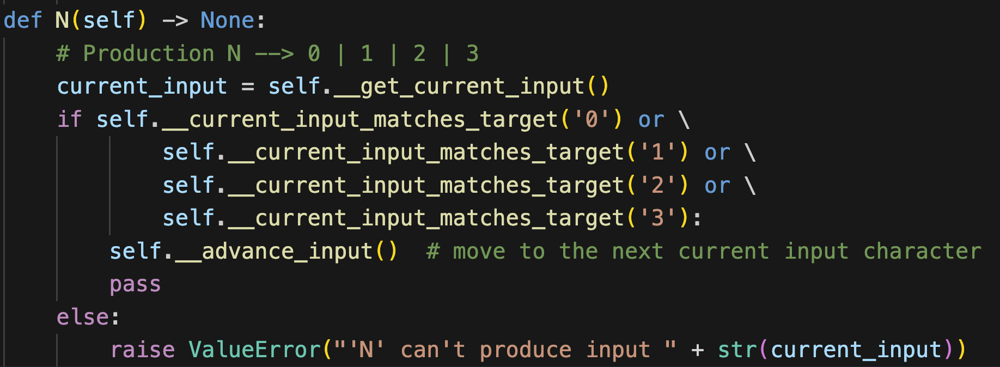 def N(self) -> None:
    # Production N --> 0 | 1 | 2 | 3
    current_input = self.__get_current_input()
    if self.__current_input_matches_target('0') or \
            self.__current_input_matches_target('1') or \
            self.__current_input_matches_target('2') or \
            self.__current_input_matches_target('3'):
        self.__advance_input()  # move to the next current input character
        pass
    else:
        raise ValueError("'N' can't produce input " + str(current_input))